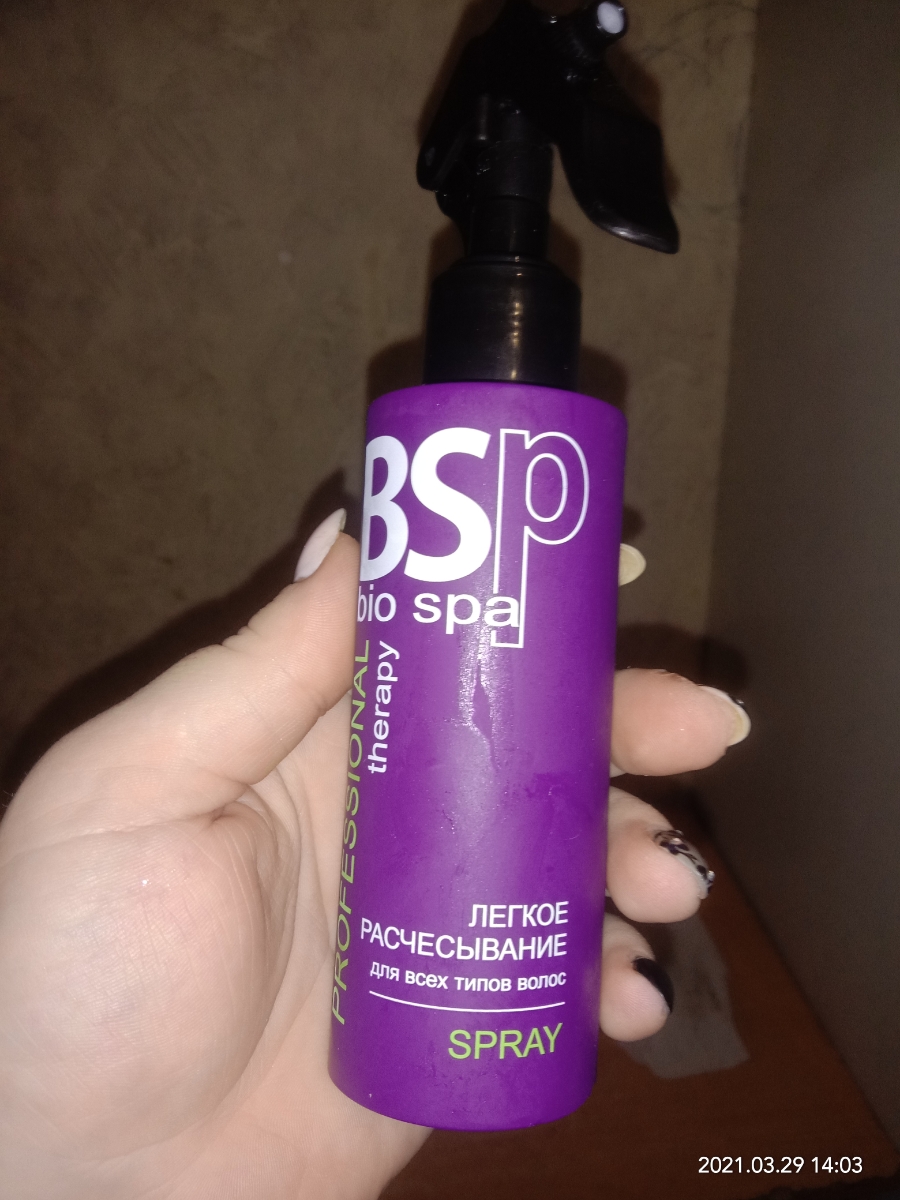 BSp
bio spa
therapy
PROFESSIONAL
ЛЕГКОЕ
РАСЧЕСЫВАНИЕ
для всех типов волос
SPRAY
2021.03.29 14:03